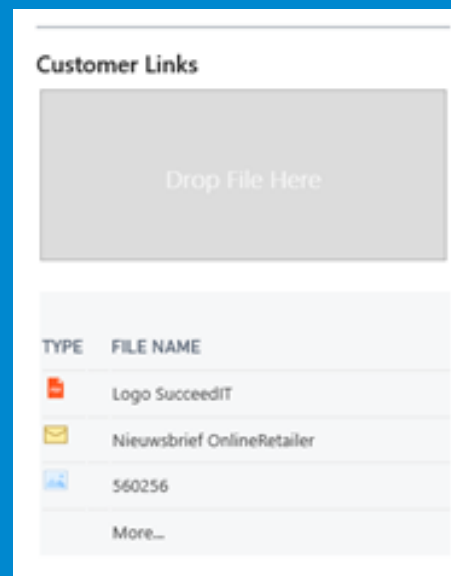 Customer Links
Drop File Here
TYPE FILE NAME
Logo SucceedIT
Nieuwsbrief OnlineRetailer
560256
More...